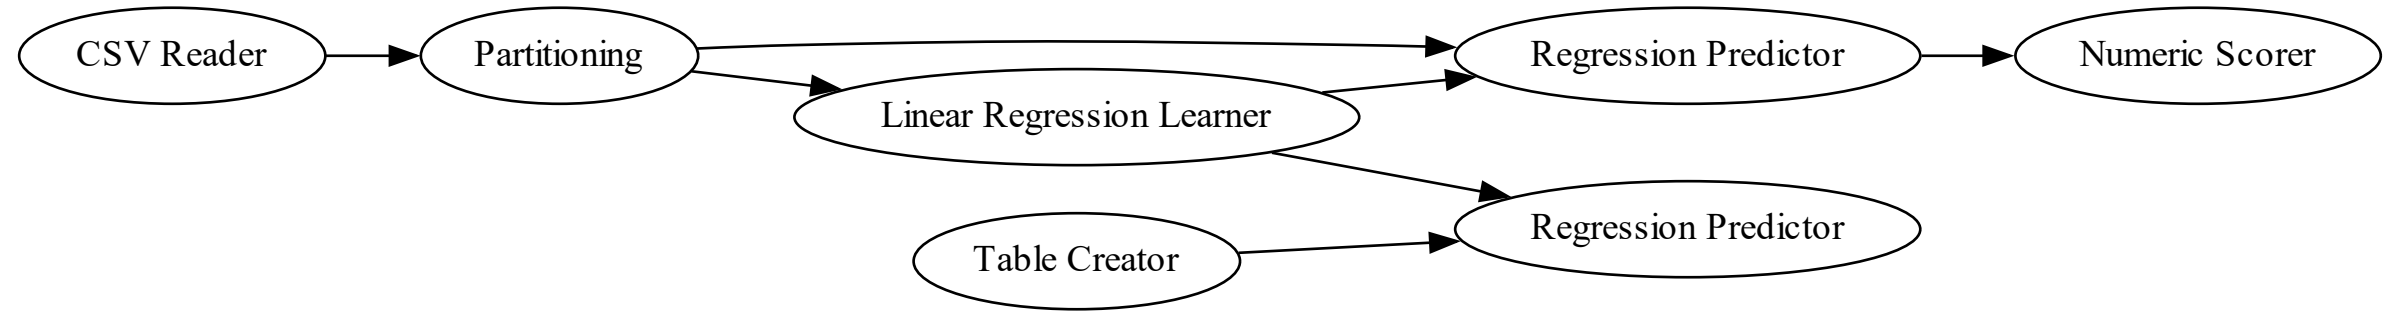 CSV Reader
Partitioning
Linear Regression Learner
Regression Predictor
Numeric Scorer
Table Creator
Regression Predictor